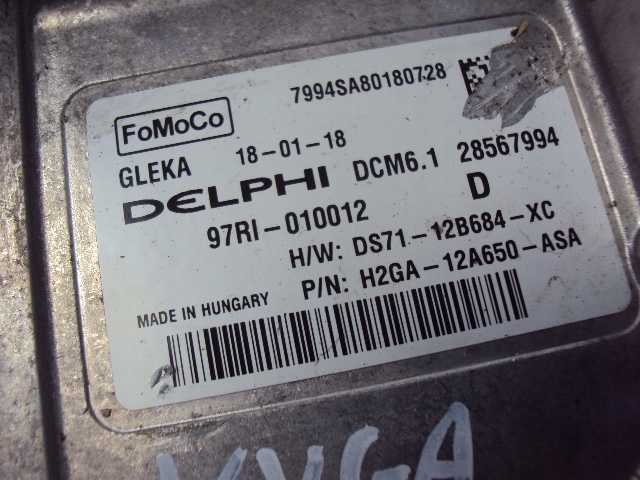 7994SA80180728
FoMoCo
GLEKA 18-01-18
DELPHI DCM6.1 28567994
97RI-010012 D
H/W: DS71-12B684-XC
P/N: H2GA-12A650-ASA
MADE IN HUNGARY